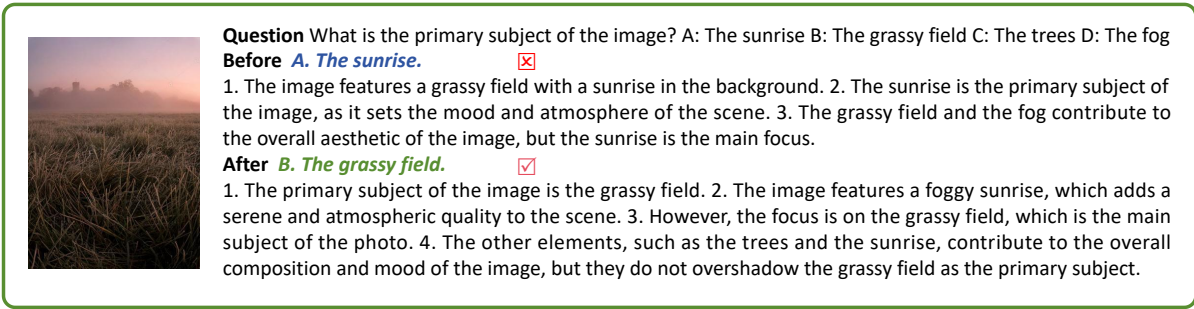 Question What is the primary subject of the image? A: The sunrise B: The grassy field C: The trees D: The fog
Before A. The sunrise.
1. The image features a grassy field with a sunrise in the background. 2. The sunrise is the primary subject of
the image, as it sets the mood and atmosphere of the scene. 3. The grassy field and the fog contribute to
the overall aesthetic of the image, but the sunrise is the main focus.
After B. The grassy field.
1. The primary subject of the image is the grassy field. 2. The image features a foggy sunrise, which adds a
serene and atmospheric quality to the scene. 3. However, the focus is on the grassy field, which is the main
subject of the photo. 4. The other elements, such as the trees and the sunrise, contribute to the overall
composition and mood of the image, but they do not overshadow the grassy field as the primary subject.